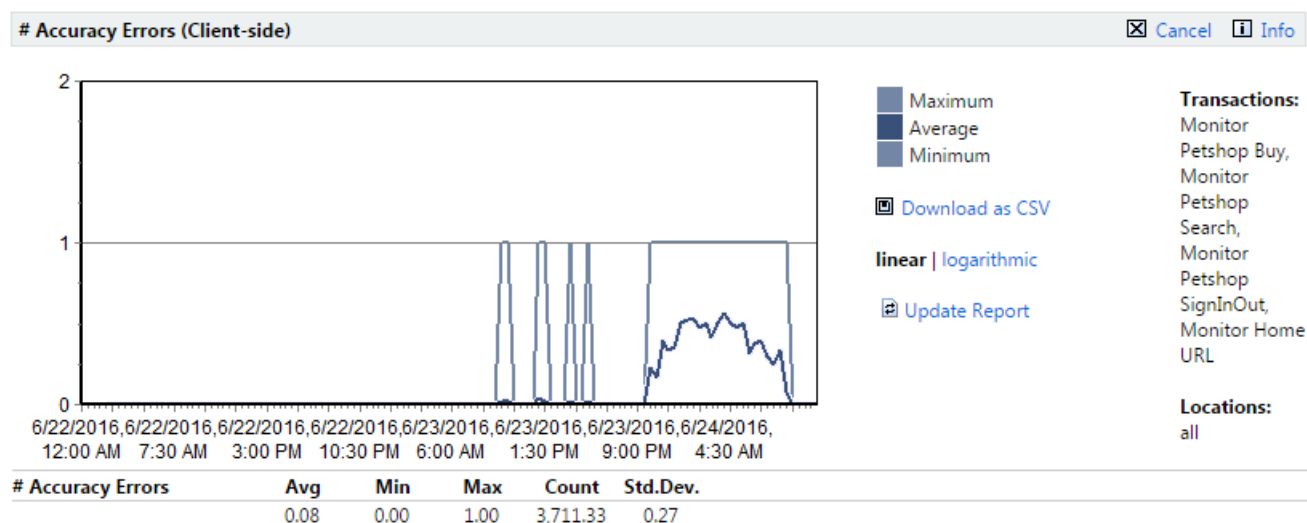 # Accuracy Errors (Client-side)
Cancel
Info
2
1
0
6/22/2016, 6/22/2016, 6/22/2016, 6/22/2016, 6/23/2016, 6/23/2016, 6/23/2016, 6/24/2016,
12:00 AM 7:30 AM 3:00 PM 10:30 PM 6:00 AM 1:30 PM 9:00 PM 4:30 AM
Maximum
Average
Minimum
Download as CSV
linear | logarithmic
Update Report
Transactions:
Monitor
Petshop Buy,
Monitor
Petshop
Search,
Monitor
Petshop
SignInOut,
Monitor Home
URL
Locations:
all
# Accuracy Errors Avg Min Max Count Std.Dev.
0.08 0.00 1.00 3.711.33 0.27